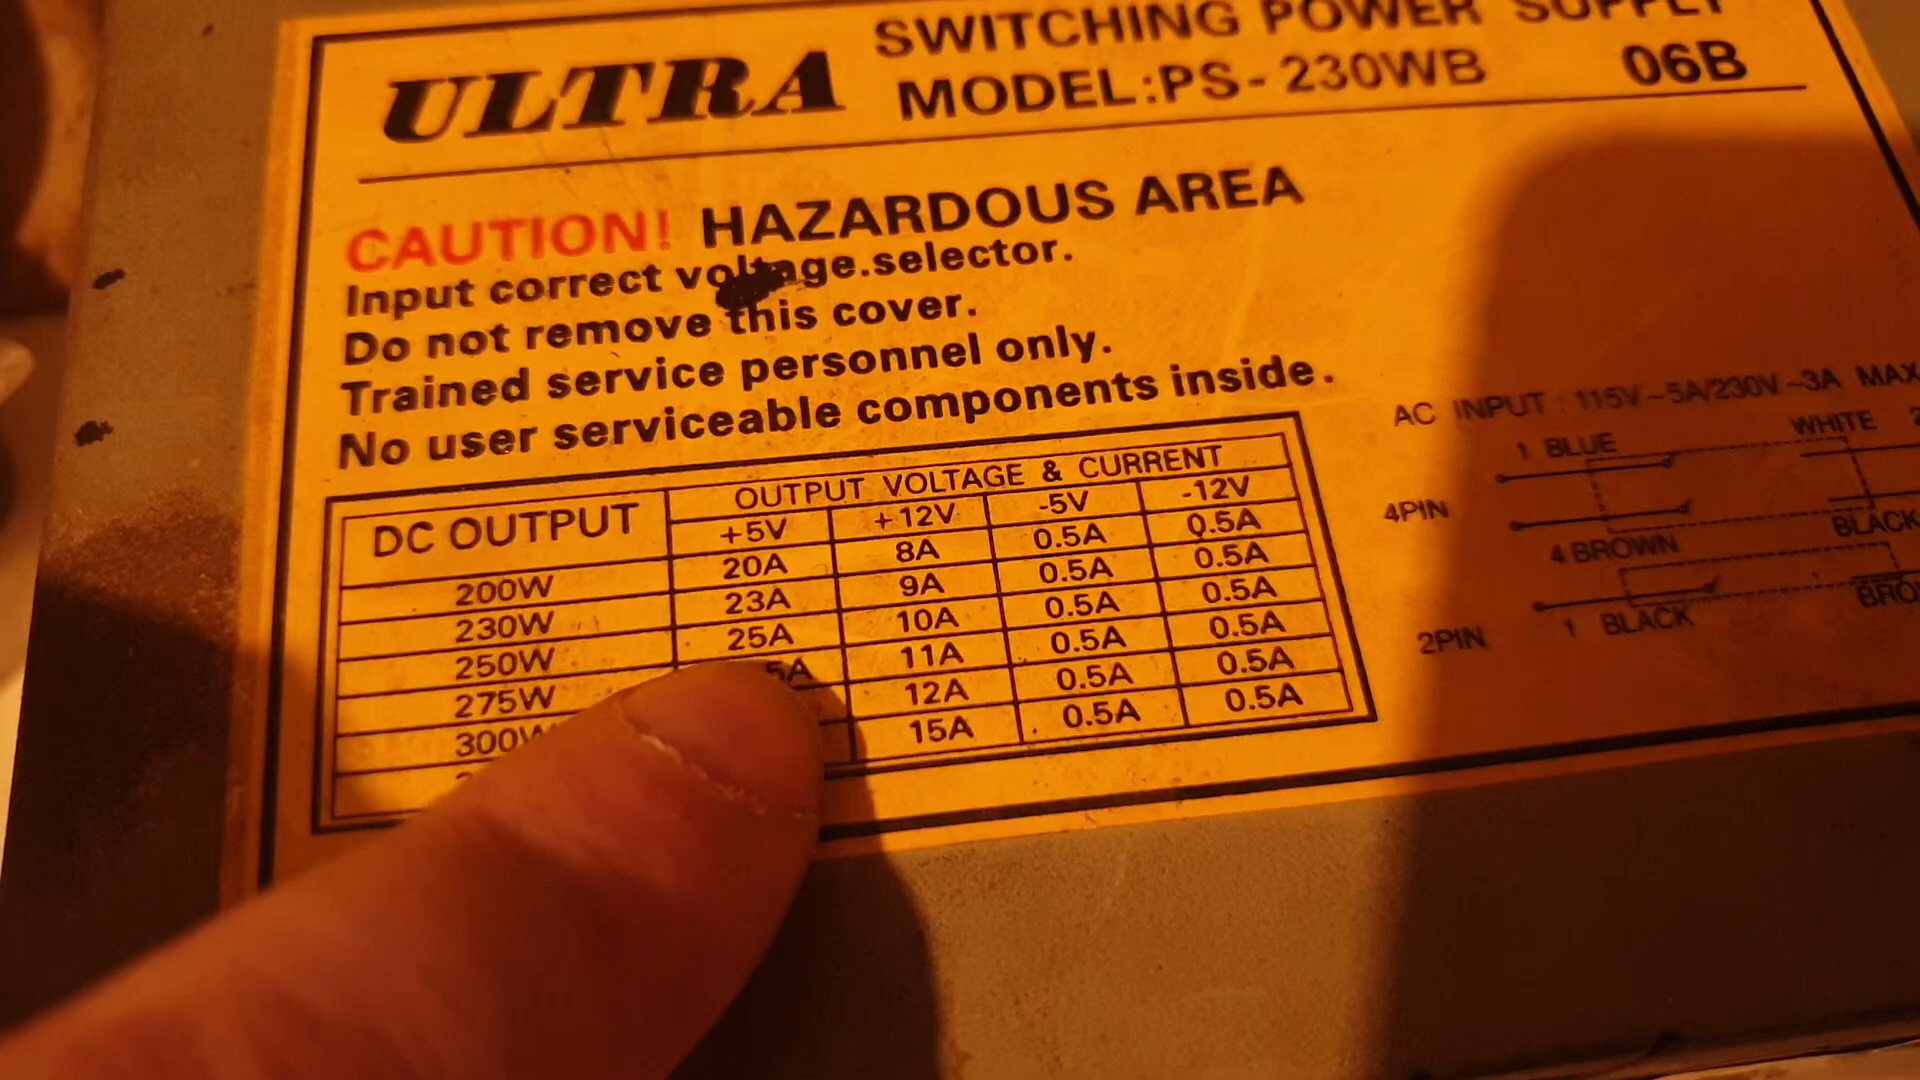 ULTRA
SWITCHING POWER SUPPLY
MODEL:PS-230WB 06B
CAUTION! HAZARDOUS AREA
Input correct voltage.selector.
Do not remove this cover.
Trained service personnel only.
No user serviceable components inside.
DC OUTPUT OUTPUT VOLTAGE & CURRENT
+5V +12V -5V -12V
200W 20A 8A 0.5A 0.5A
230W 23A 9A 0.5A 0.5A
250W 25A 10A 0.5A 0.5A
275W 5A 11A 0.5A 0.5A
300W 12A 0.5A 0.5A
15A 0.5A 0.5A
AC INPUT : 115V~5A/230V~3A MAX
1 BLUE WHITE 2
4PIN
4 BROWN BLACK
2PIN 1 BLACK BRO